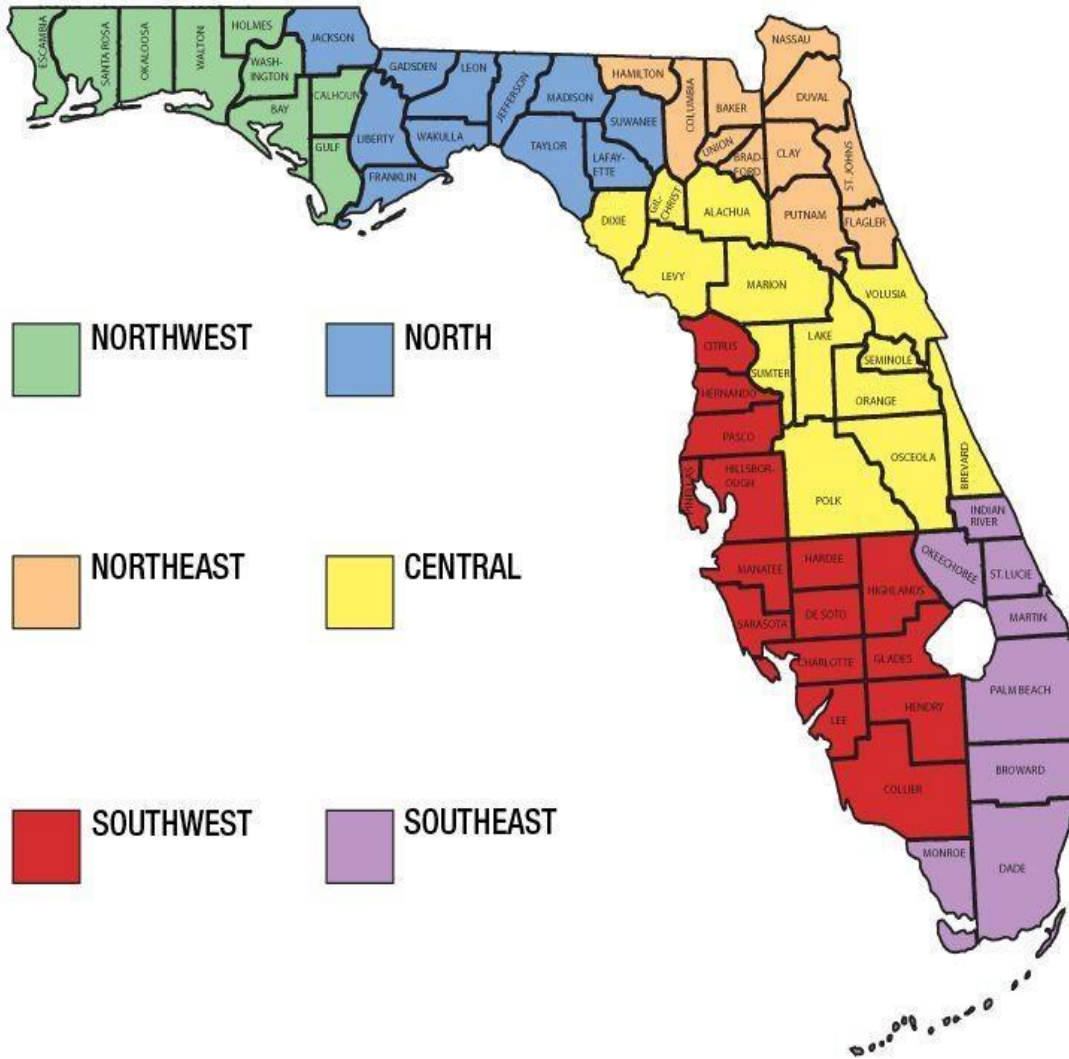 ESCAMBIA
SANTA ROSA
OKALOOSA
WALTON
HOLMES
WASH-
INGTON
BAY
JACKSON
CALHOUN
GULF
GADSDEN
LIBERTY
FRANKLIN
LEON
WAKULLA
JEFFERSON
MADISON
TAYLOR
HAMILTON
SUWANEE
LAFAY-
ETTE
COLUMBIA
BAKER
NASSAU
DUVAL
UNION
BRAD-
FORD
CLAY
ST. JOHNS
PUTNAM
FLAGLER
DIXIE
GIL-
CHRIST
ALACHUA
LEVY
MARION
VOLUSIA
NORTHWEST
NORTH
CITRUS
SUMTER
LAKE
SEMINOLE
HERNANDO
ORANGE
PASCO
PINELLAS
HILLSBOR-
OUGH
POLK
OSCEOLA
BREVARD
INDIAN
RIVER
NORTHEAST
CENTRAL
MANATEE
HARDEE
HIGHLANDS
OKEECHOBEE
ST. LUCIE
SARASOTA
DE SOTO
MARTIN
CHARLOTTE
GLADES
PALM BEACH
LEE
HENDRY
BROWARD
COLLIER
SOUTHWEST
SOUTHEAST
MONROE
DADE